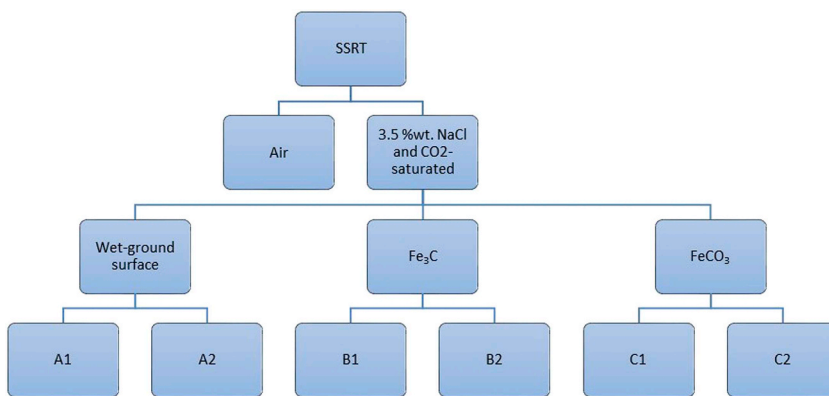 SSRT
Air
3.5 %wt. NaCl
and CO2-
saturated
Wet-ground
surface
Fe₃C
FeCO₃
A1
A2
B1
B2
C1
C2